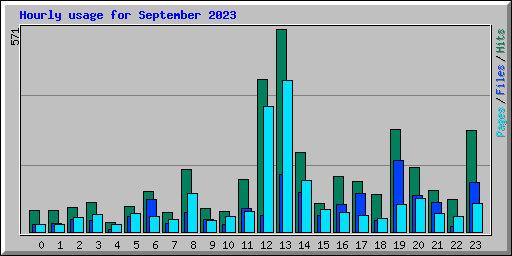 Hourly usage for September 2023
571
Pages / Files / Hits
0 1 2 3 4 5 6 7 8 9 10 11 12 13 14 15 16 17 18 19 20 21 22 23